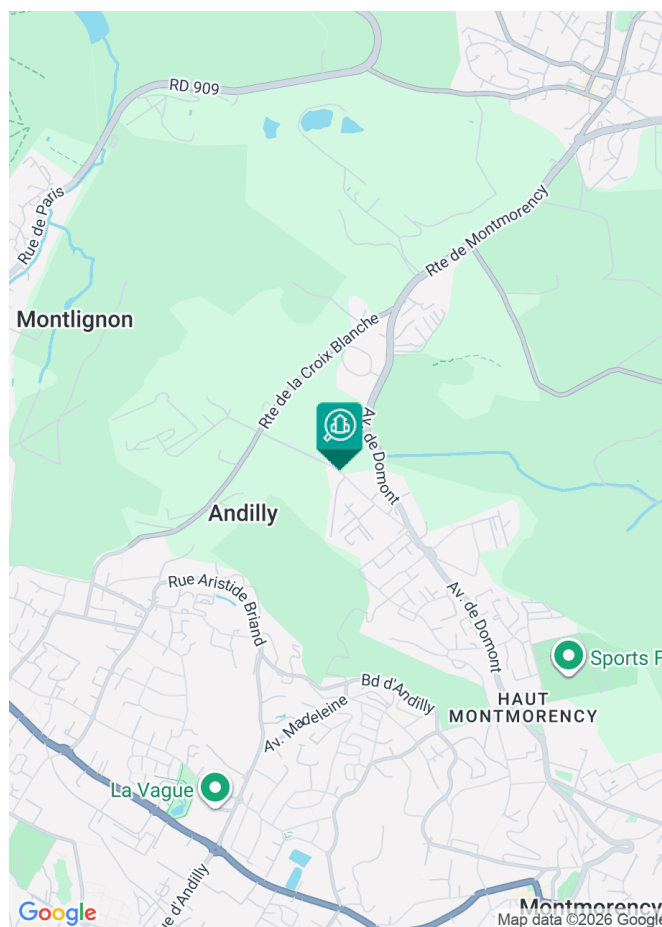 RD 909
Rue de Paris
Rte de Montmorency
Montlignon
Rte de la Croix Blanche
Av. de Domont
Andilly
Rue Aristide Briand
Av. de Domont
Sports F
Bd d'Andilly
HAUT
MONTMORENCY
Av. Madeleine
La Vague
e d'Andilly
Montmorency
Google
Map data ©2026 Google